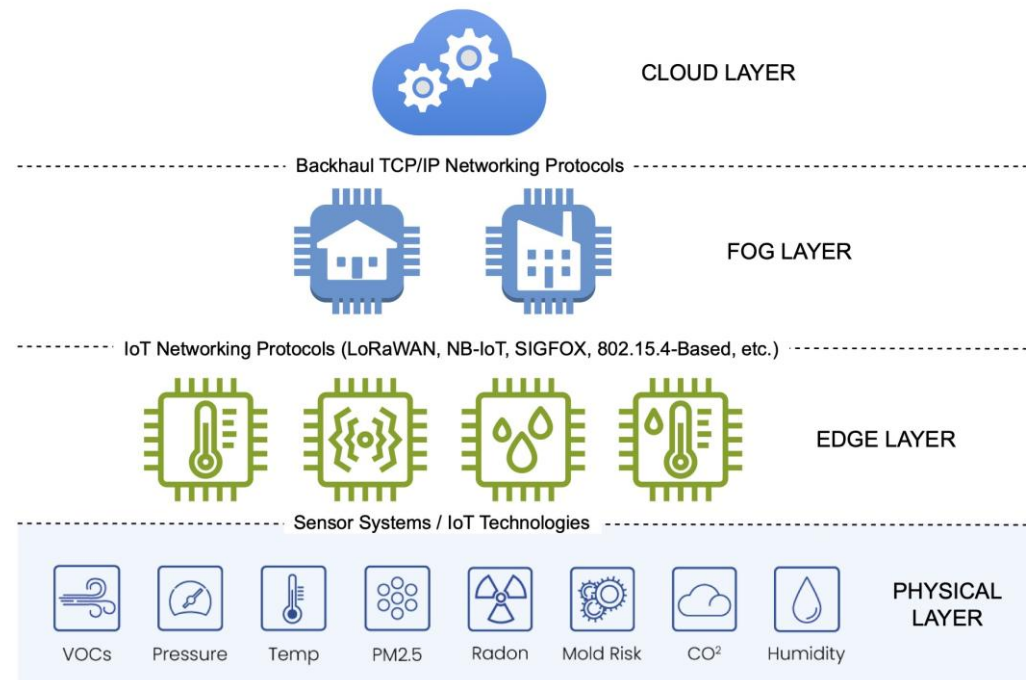 CLOUD LAYER
Backhaul TCP/IP Networking Protocols
FOG LAYER
IoT Networking Protocols (LoRaWAN, NB-IoT, SIGFOX, 802.15.4-Based, etc.)
EDGE LAYER
Sensor Systems / IoT Technologies
PHYSICAL
LAYER
VOCs Pressure Temp PM2.5 Radon Mold Risk CO² Humidity